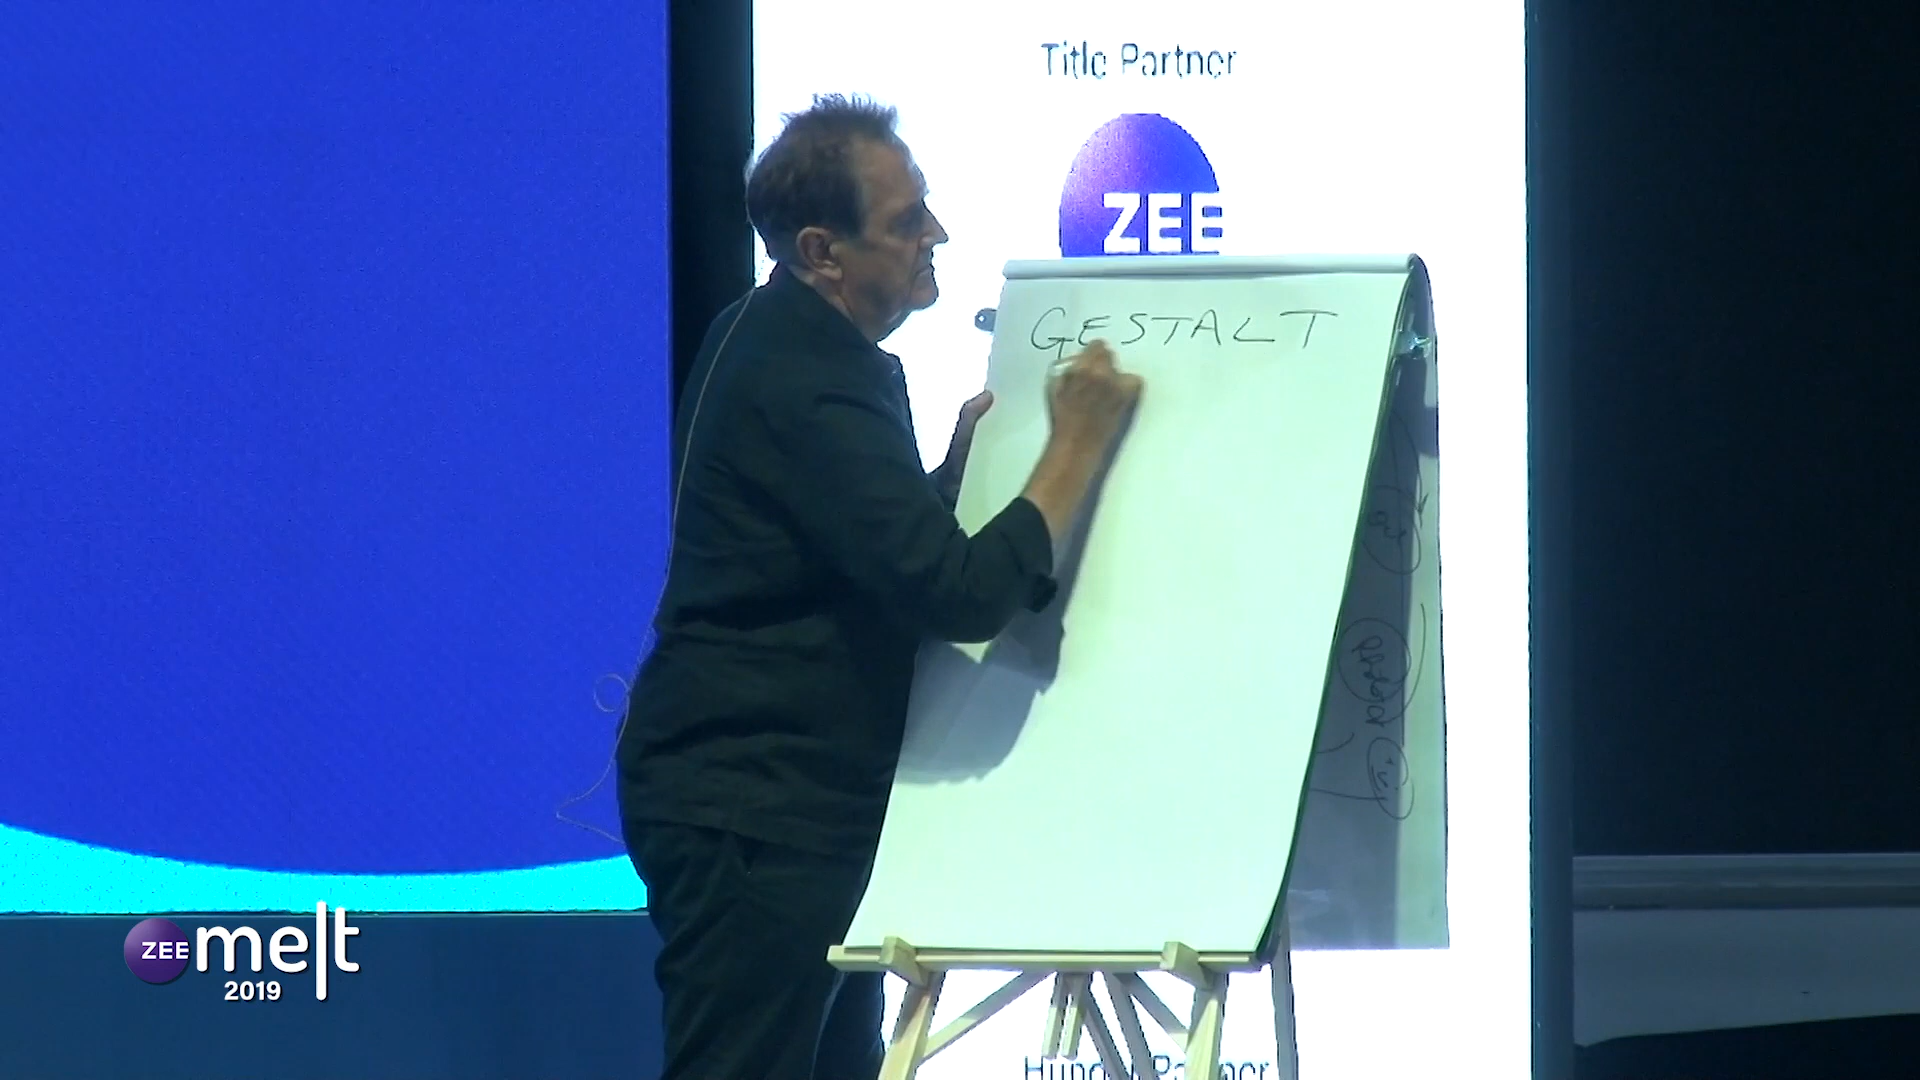 Title Partner
ZEE
GESTALT
ZEE melt
2019